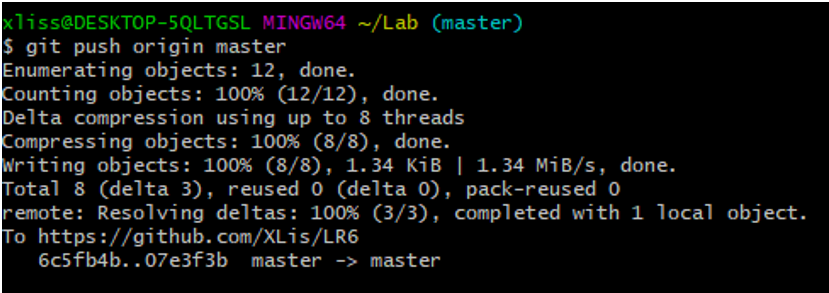 xliss@DESKTOP-5QLTGSL MINGW64 ~/Lab (master)
$ git push origin master
Enumerating objects: 12, done.
Counting objects: 100% (12/12), done.
Delta compression using up to 8 threads
Compressing objects: 100% (8/8), done.
Writing objects: 100% (8/8), 1.34 KiB | 1.34 MiB/s, done.
Total 8 (delta 3), reused 0 (delta 0), pack-reused 0
remote: Resolving deltas: 100% (3/3), completed with 1 local object.
To https://github.com/XLis/LR6
   6c5fb4b..07e3f3b  master -> master